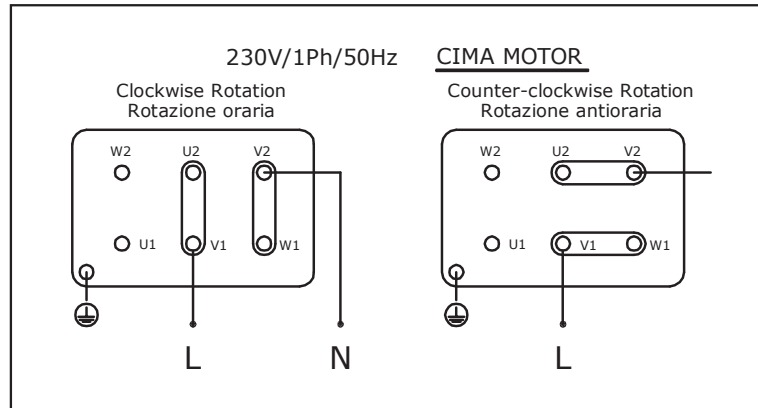 230V/1Ph/50Hz CIMA MOTOR
Clockwise Rotation
Rotazione oraria
W2 U2 V2
U1 V1 W1
L N
Counter-clockwise Rotation
Rotazione antioraria
W2 U2 V2
U1 V1 W1
L